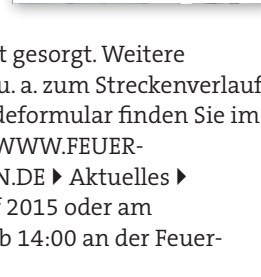 t gesorgt. Weitere
u. a. zum Streckenverlauf
deformular finden Sie im
WWW.FEUER-
N.DE ▸ Aktuelles ▸
f 2015 oder am
b 14:00 an der Feuer-